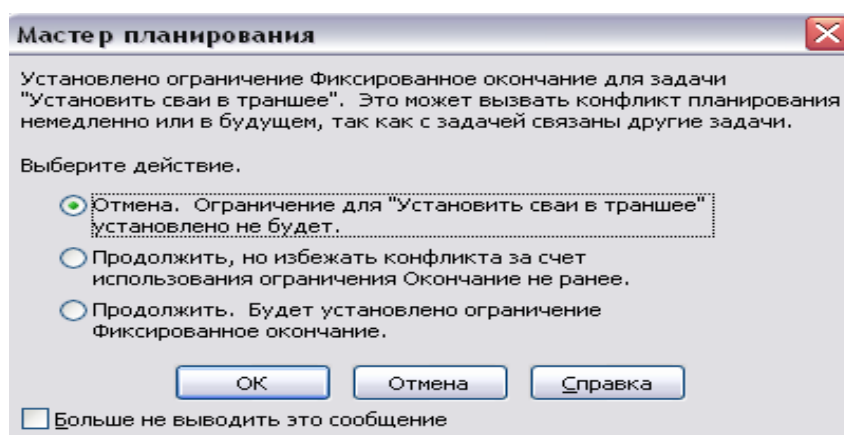 Мастер планирования
Установлено ограничение Фиксированное окончание для задачи
"Установить сваи в траншее". Это может вызвать конфликт планирования
немедленно или в будущем, так как с задачей связаны другие задачи.
Выберите действие.
Отмена. Ограничение для "Установить сваи в траншее"
установлено не будет.
Продолжить, но избежать конфликта за счет
использования ограничения Окончание не ранее.
Продолжить. Будет установлено ограничение
Фиксированное окончание.
ОК Отмена Справка
Больше не выводить это сообщение